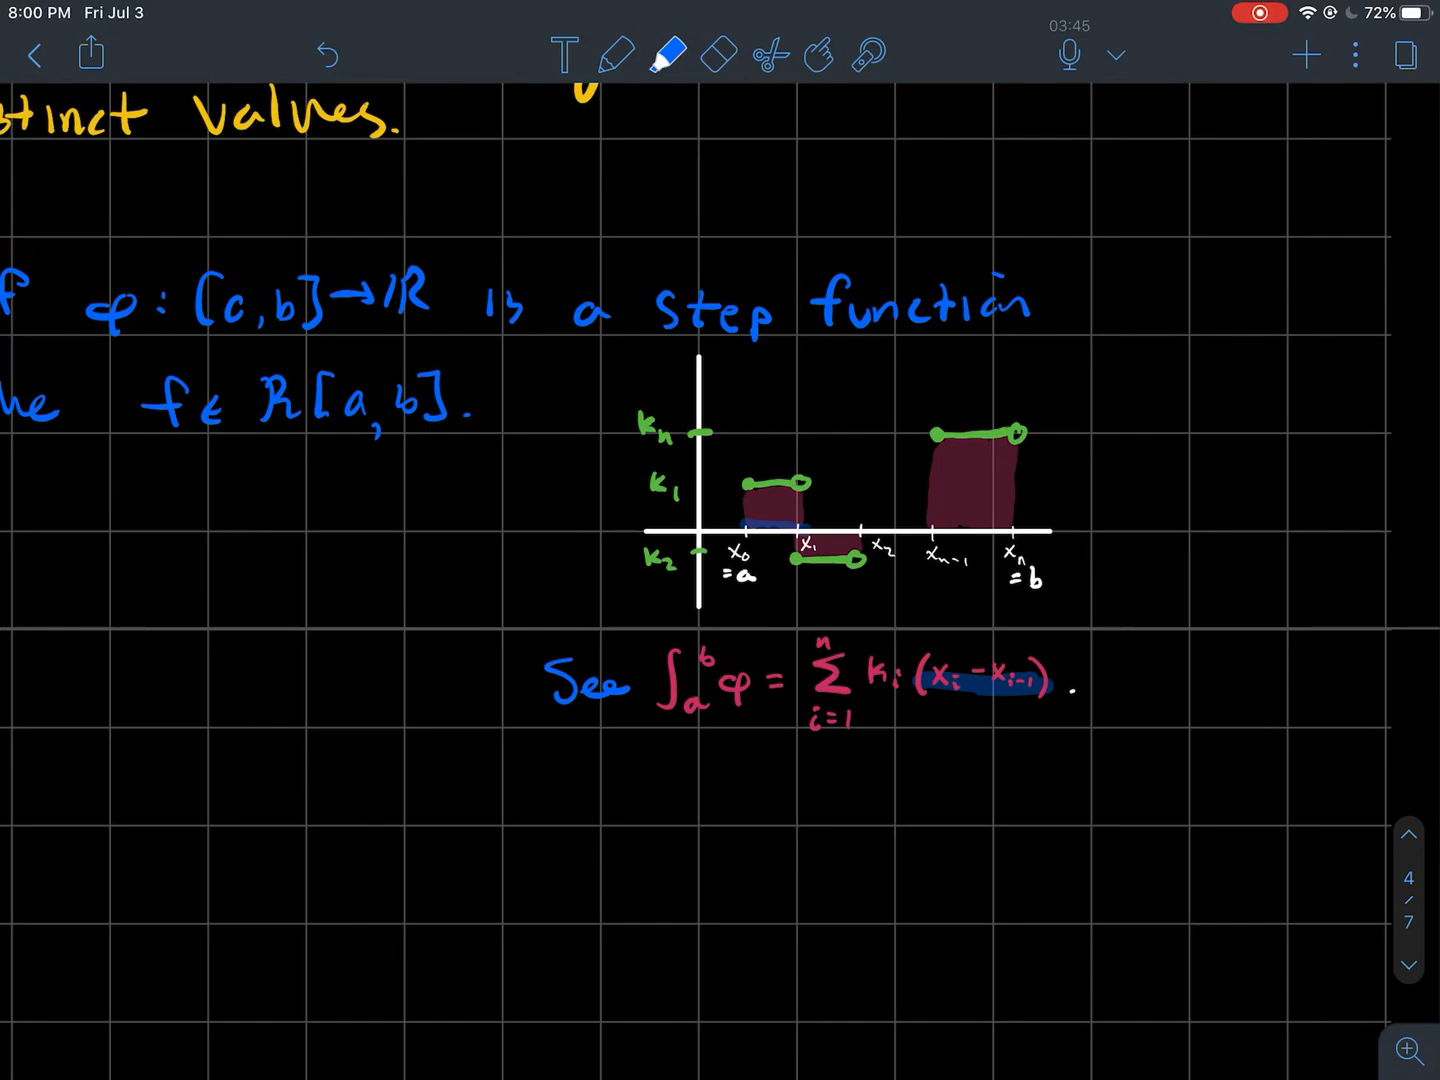 8:00 PM Fri Jul 3
72%
03:45
T
stinct values.
f φ : [a,b] → ℝ is a step function
he f ∈ ℛ[a,b].
kₙ
k₁
k₂
x₀ x₁ x₂ xₙ₋₁ xₙ
= a = b
See ∫ₐᵇ φ = ∑ᵢ₌₁ⁿ kᵢ (xᵢ - xᵢ₋₁) .
4
/
7